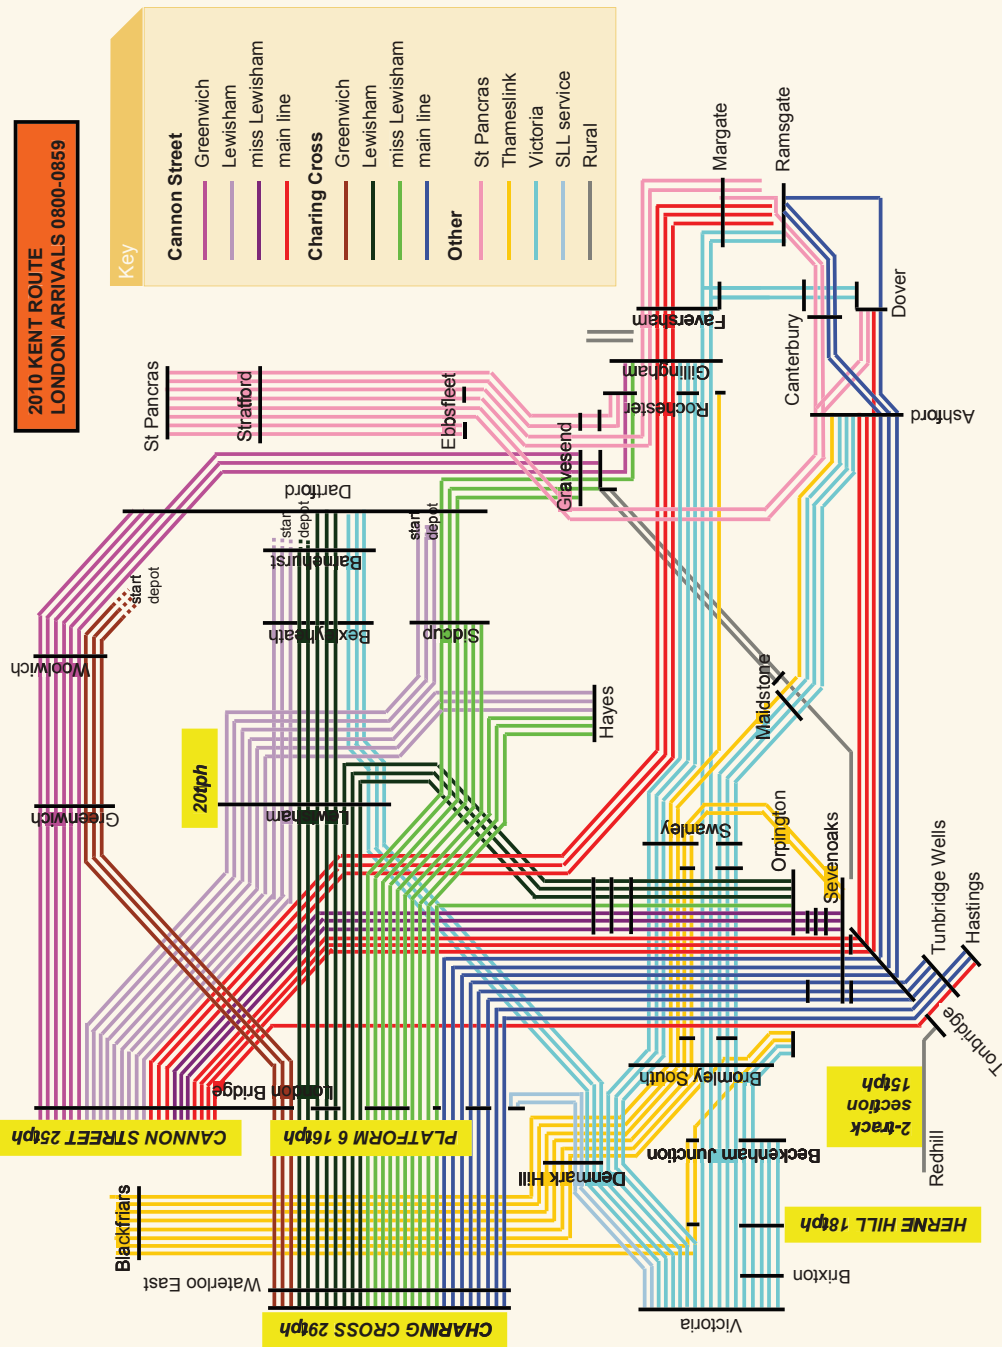 2010 KENT ROUTE
LONDON ARRIVALS 0800-0859
Key
Cannon Street
Greenwich
Lewisham
miss Lewisham
main line
Charing Cross
Greenwich
Lewisham
miss Lewisham
main line
Other
St Pancras
Thameslink
Victoria
SLL service
Rural
St Pancras
Stratford
Ebbsfleet
Dartford
Gravesend
Rochester
Gillingham
Faversham
Margate
Ramsgate
Canterbury
Dover
Ashford
start
depot
start
depot
start
depot
Barnehurst
Bexleyheath
Sidcup
Woolwich
Hayes
Maidstone
20tph
Greenwich
Lewisham
Swanley
Orpington
Sevenoaks
Tunbridge Wells
Hastings
Tonbridge
London Bridge
Bromley South
2-track
section
15tph
CANNON STREET 25tph
PLATFORM 6 16tph
Denmark Hill
Beckenham Junction
Redhill
Blackfriars
HERNE HILL 18tph
Waterloo East
Brixton
CHARING CROSS 29tph
Victoria